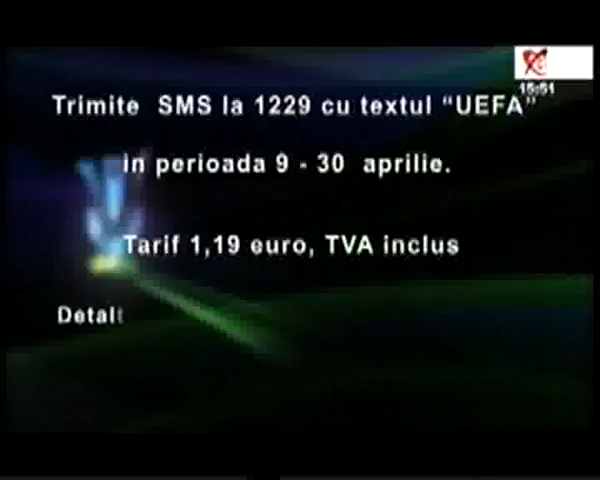 15:51
Trimite SMS la 1229 cu textul “UEFA”
in perioada 9 - 30 aprilie.
Tarif 1,19 euro, TVA inclus
Detalt